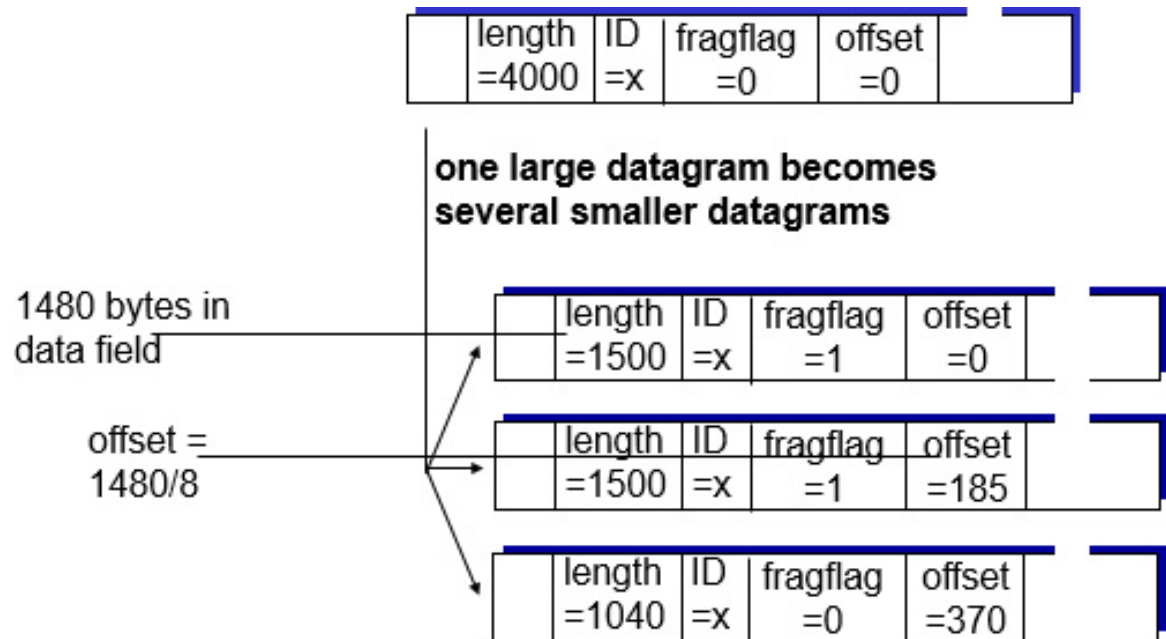 length ID fragflag offset
=4000 =x =0 =0
one large datagram becomes
several smaller datagrams
1480 bytes in
data field
length ID fragflag offset
=1500 =x =1 =0
offset =
1480/8
length ID fragflag offset
=1500 =x =1 =185
length ID fragflag offset
=1040 =x =0 =370